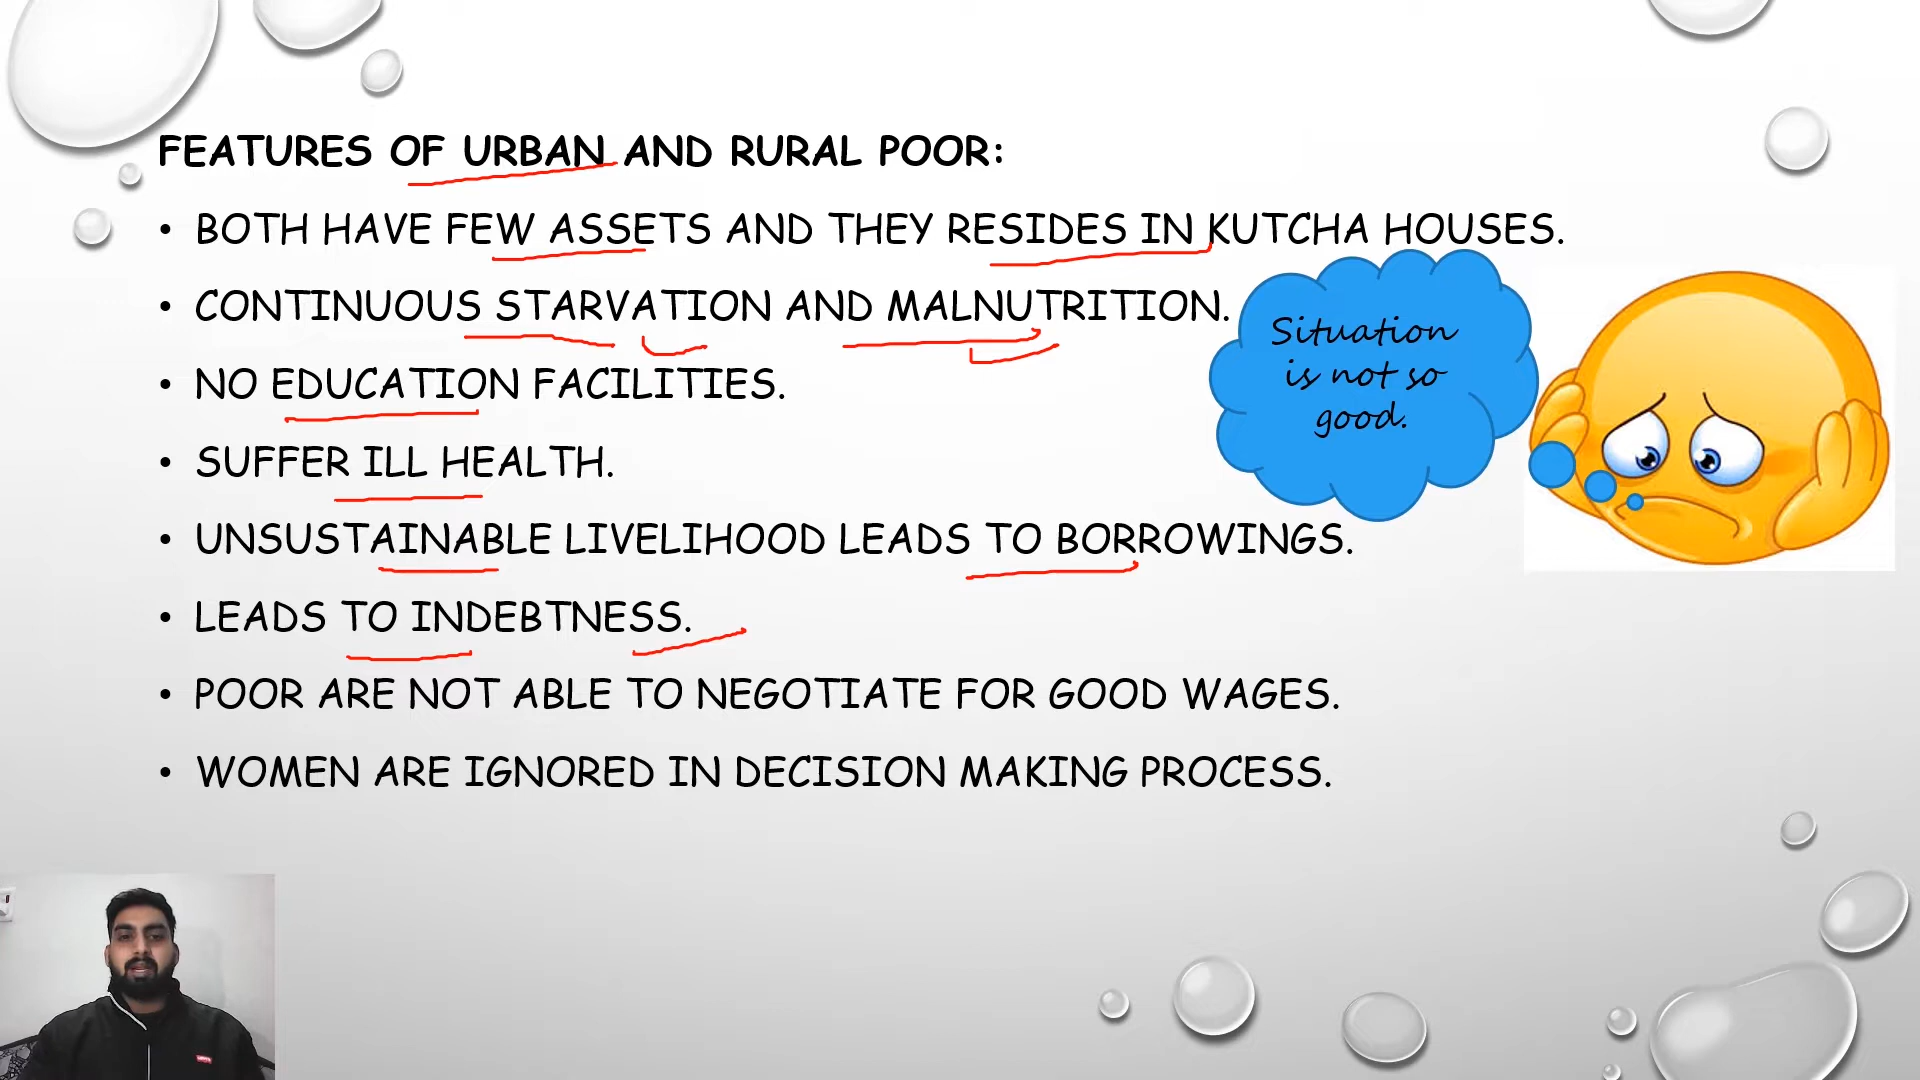 FEATURES OF URBAN AND RURAL POOR:
• BOTH HAVE FEW ASSETS AND THEY RESIDES IN KUTCHA HOUSES.
• CONTINUOUS STARVATION AND MALNUTRITION.
• NO EDUCATION FACILITIES.
• SUFFER ILL HEALTH.
• UNSUSTAINABLE LIVELIHOOD LEADS TO BORROWINGS.
• LEADS TO INDEBTNESS.
• POOR ARE NOT ABLE TO NEGOTIATE FOR GOOD WAGES.
• WOMEN ARE IGNORED IN DECISION MAKING PROCESS.
Situation
is not so
good.